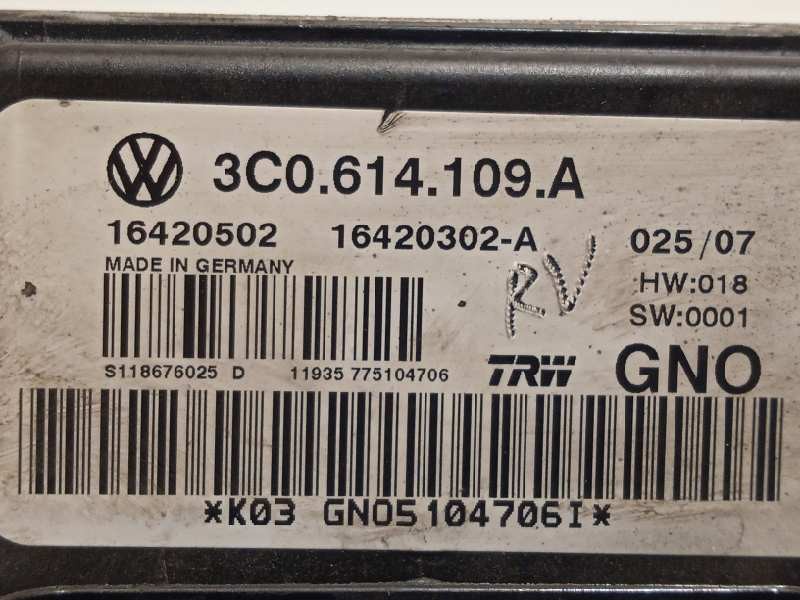 3C0.614.109.A
16420502 16420302-A 025/07
MADE IN GERMANY HW:018
RV SW:0001
S118676025 D 11935 775104706 TRW GNO
*K03 GNO5104706I*